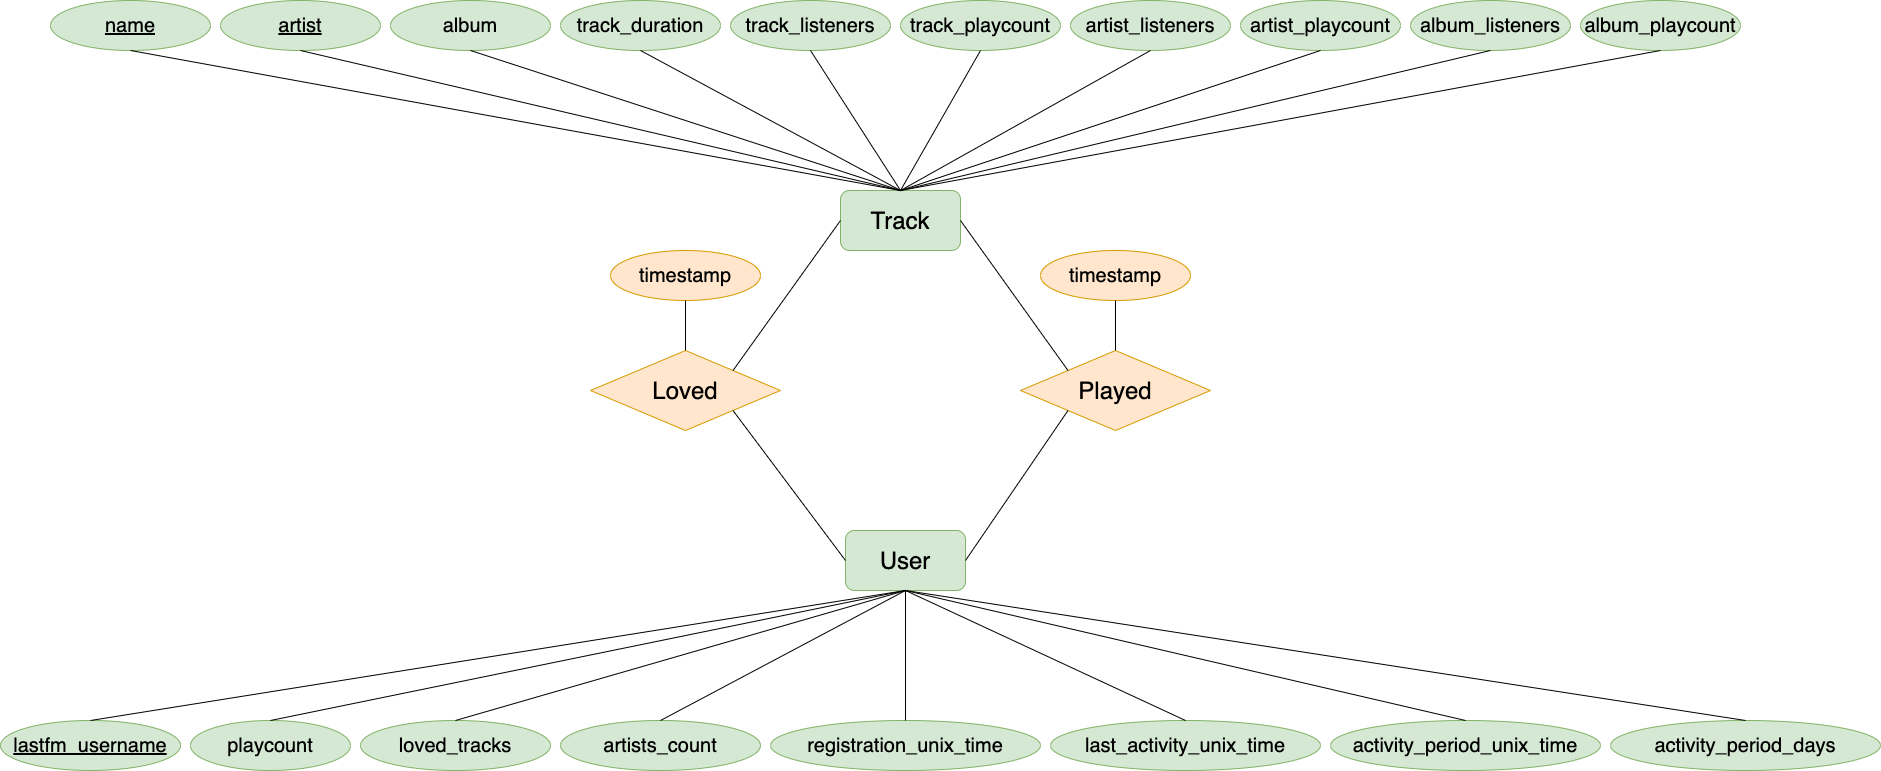 name
artist
album
track_duration
track_listeners
track_playcount
artist_listeners
artist_playcount
album_listeners
album_playcount
Track
timestamp
timestamp
Loved
Played
User
lastfm_username
playcount
loved_tracks
artists_count
registration_unix_time
last_activity_unix_time
activity_period_unix_time
activity_period_days